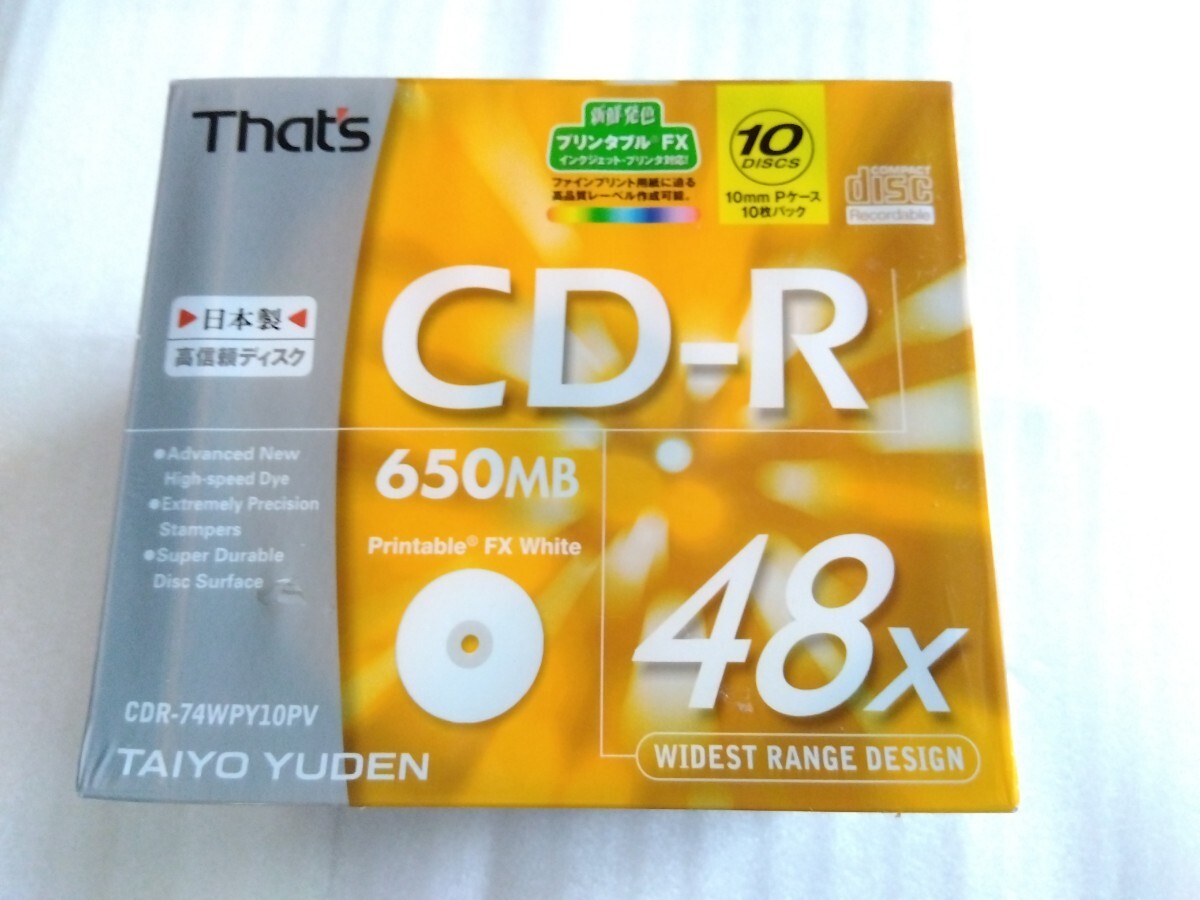 That's
新鮮発色
プリンタブル® FX
インクジェット・プリンタ対応!
ファインプリント用紙に迫る
高品質レーベル作成可能。
10
DISCS
10mm Pケース
10枚パック
COMPACT
disc
Recordable
CD-R
日本製
高信頼ディスク
●Advanced New
High-speed Dye
●Extremely Precision
Stampers
●Super Durable
Disc Surface
650MB
Printable® FX White
48x
WIDEST RANGE DESIGN
CDR-74WPY10PV
TAIYO YUDEN